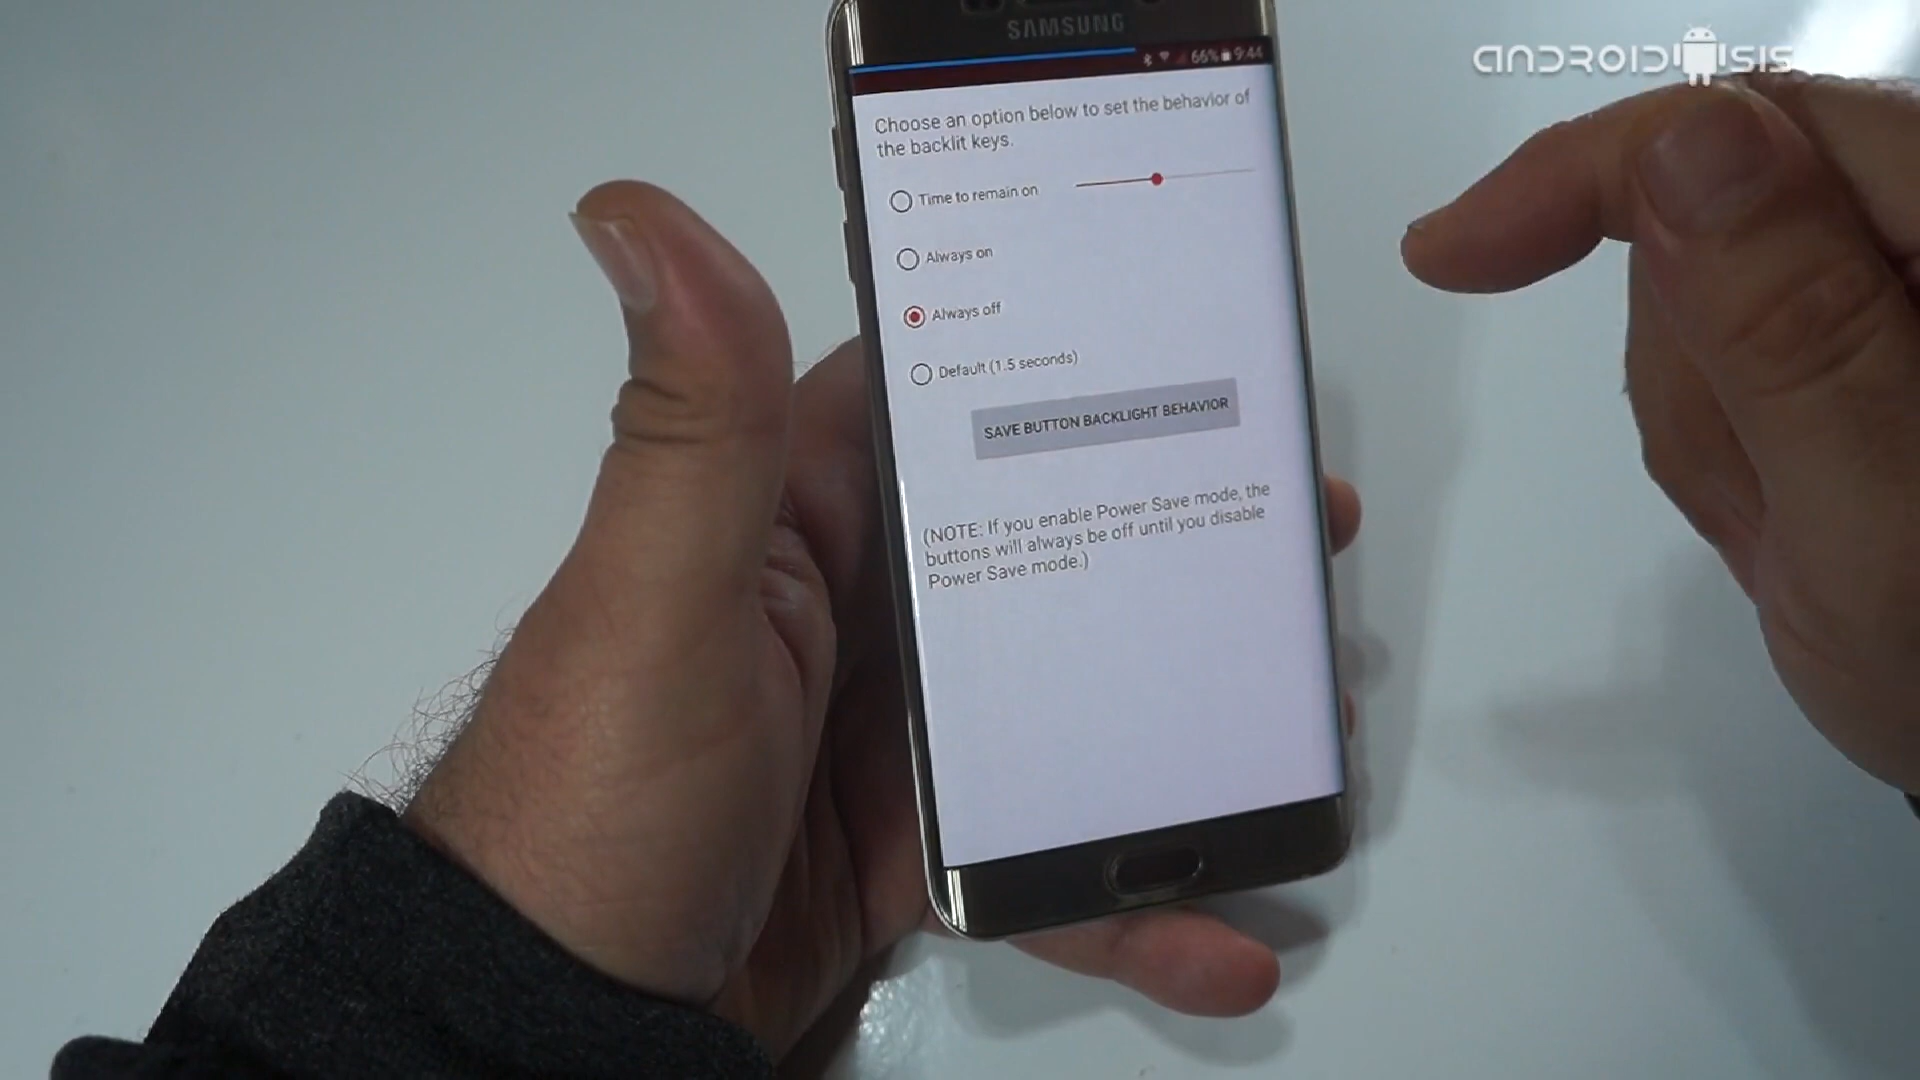 SAMSUNG
66% 9:44
ANDROIDSIS
Choose an option below to set the behavior of
the backlit keys.
Time to remain on
Always on
Always off
Default (1.5 seconds)
SAVE BUTTON BACKLIGHT BEHAVIOR
(NOTE: If you enable Power Save mode, the
buttons will always be off until you disable
Power Save mode.)